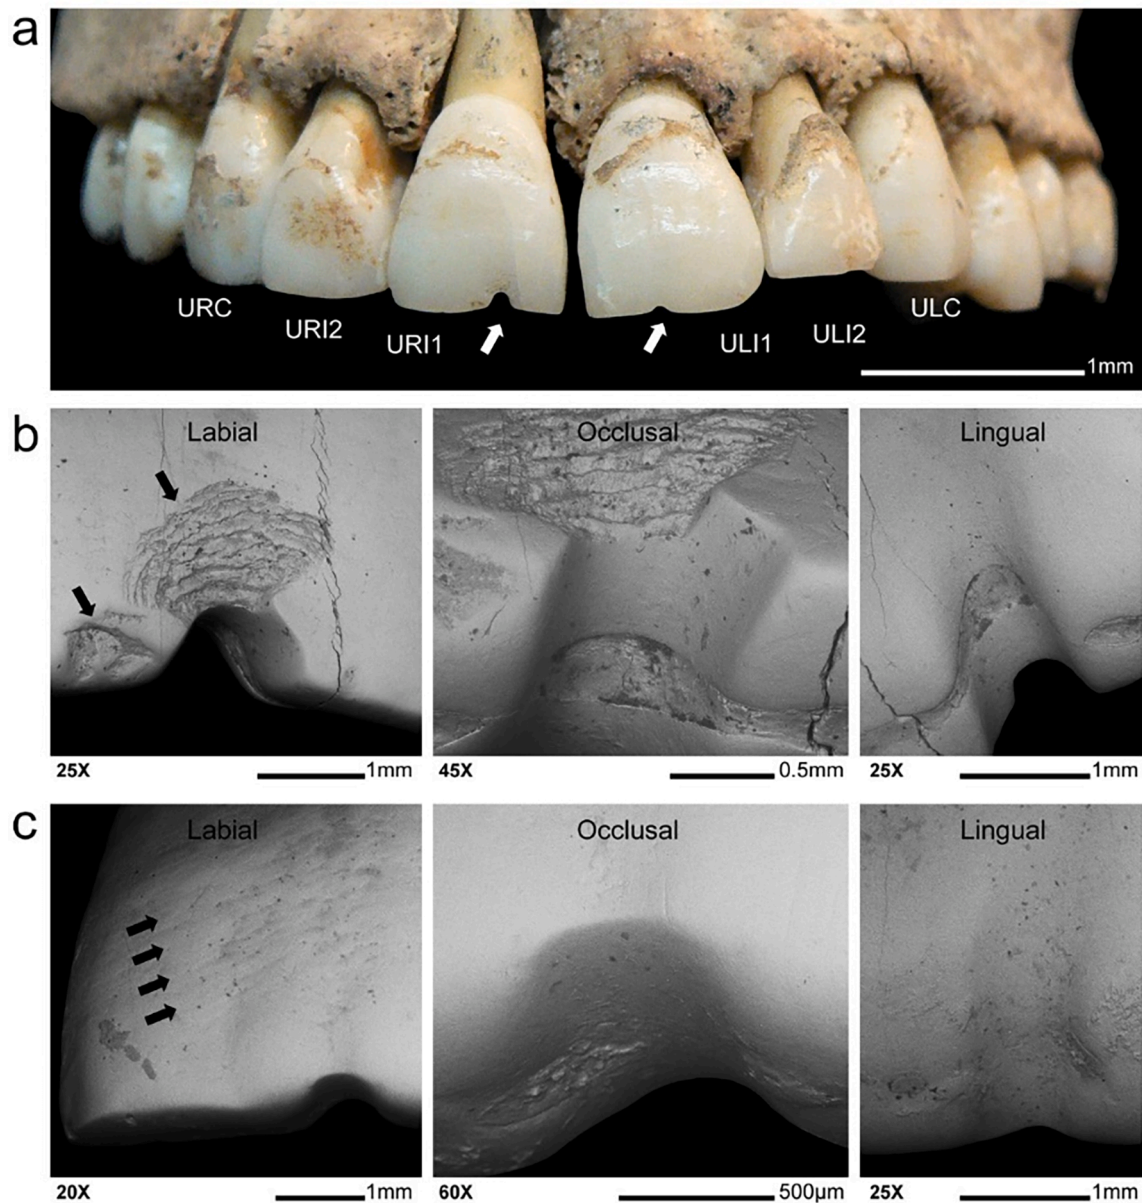 a
URC
URI2
URI1
ULI1
ULI2
ULC
1mm
b
Labial
Occlusal
Lingual
25X
1mm
45X
0.5mm
25X
1mm
c
Labial
Occlusal
Lingual
20X
1mm
60X
500µm
25X
1mm